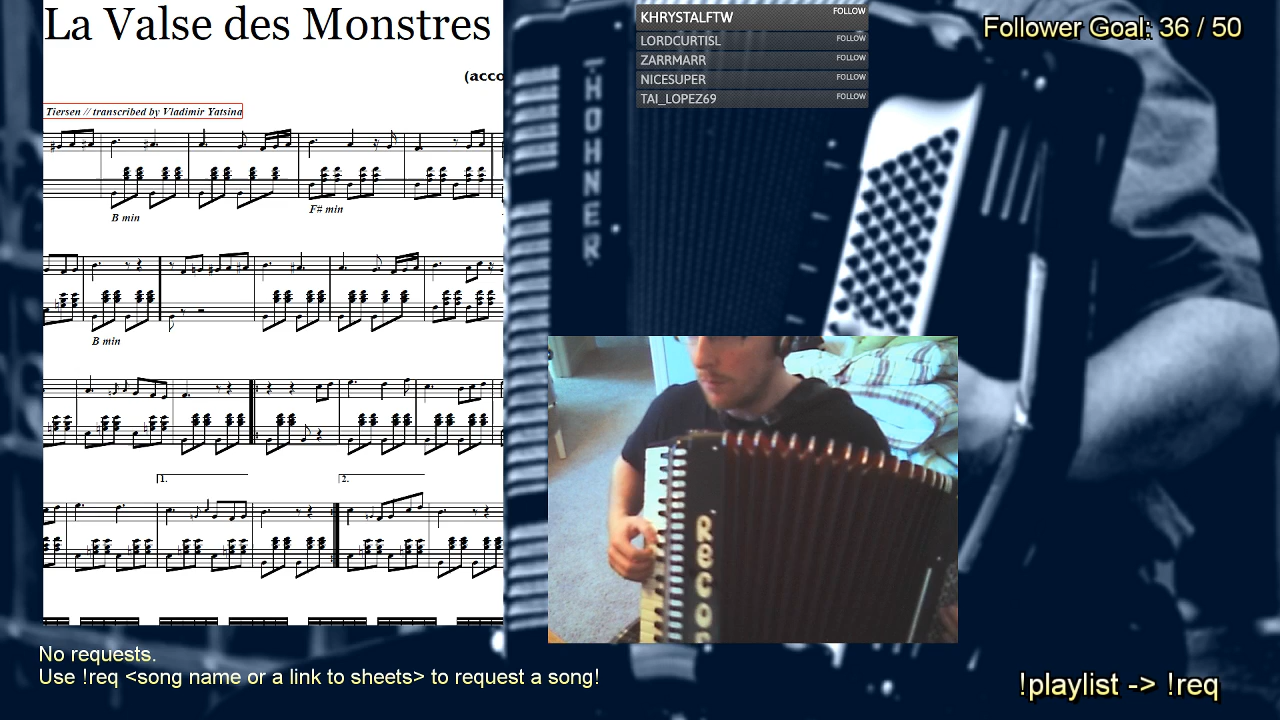 La Valse des Monstres
(acco
Tiersen // transcribed by Vladimir Yatsina
B min
F# min
B min
1.
2.
HOHNER
KHRYSTALFTW FOLLOW
LORDCURTISL FOLLOW
ZARRMARR FOLLOW
NICESUPER FOLLOW
TAI_LOPEZ69 FOLLOW
Follower Goal: 36 / 50
No requests.
Use !req <song name or a link to sheets> to request a song!
!playlist -> !req